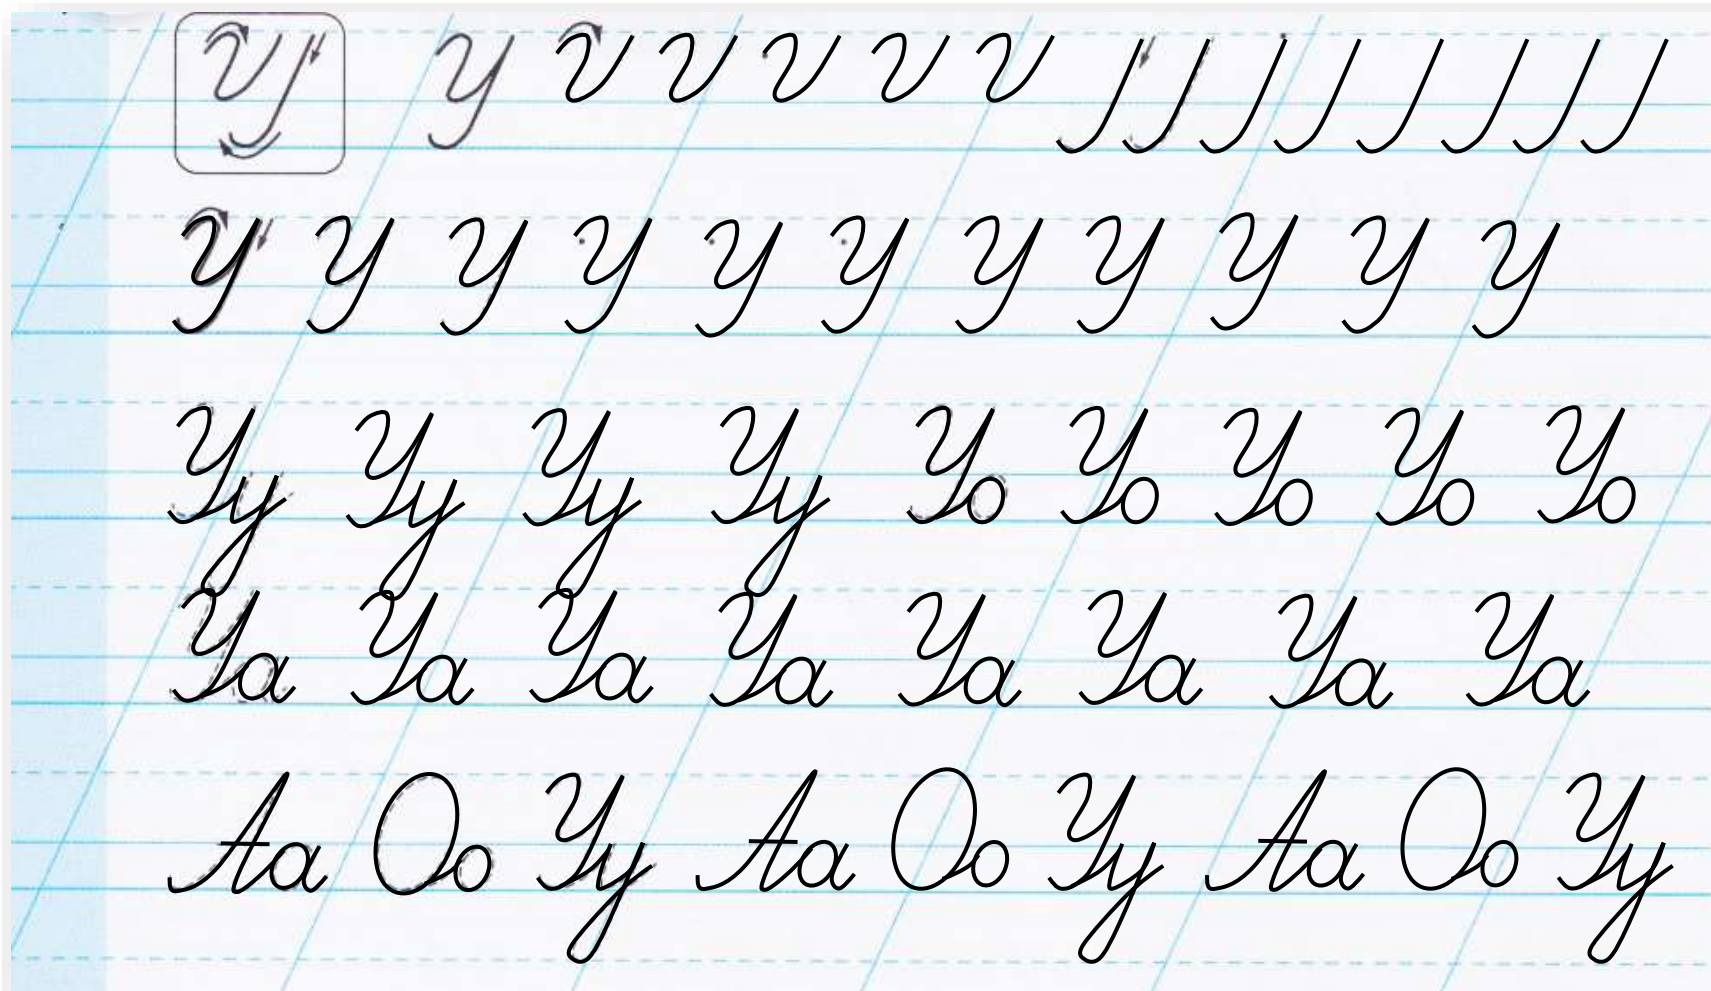 У
У У У У У У У У У У У
Уу Уу Уу Уу Уо Уо Уо Уо Уо
Уа Уа Уа Уа Уа Уа Уа Уа
Аа Оо Уу Аа Оо Уу Аа Оо Уу